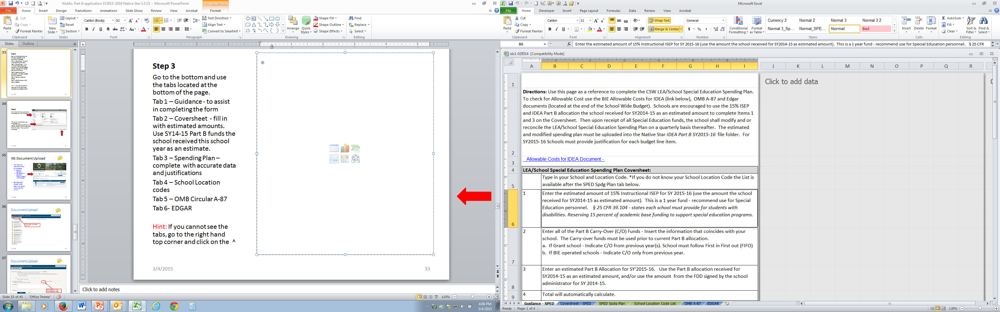 WebEx. Part B application SY2015-2016 Native Star 3.5.15 - Microsoft PowerPoint
Drawing Tools
File Home Insert Design Transitions Animations Slide Show Review View Acrobat Format
Paste
Cut
Copy
Format Painter
Clipboard
New Slide
Layout
Reset
Section
Slides
Calibri (Body) 32
Font
Text Direction
Align Text
Convert to SmartArt
Paragraph
Arrange
Quick Styles
Shape Fill
Shape Outline
Shape Effects
Drawing
Find
Replace
Select
Editing
Slides Outline
33
34
35
NS Document Upload
36
Document Upload
37
Document Upload
Step 3
Go to the bottom and use
the tabs located at the
bottom of the page.
Tab 1 – Guidance - to assist
in completing the form
Tab 2 – Coversheet - fill in
with estimated amounts.
Use SY14-15 Part B funds the
school received this school
year as an estimate.
Tab 3 – Spending Plan –
complete with accurate data
and justifications
Tab 4 – School Location
codes
Tab 5 – OMB Circular A-87
Tab 6- EDGAR
Hint: If you cannot see the
tabs, go to the right hand
top corner and click on the ^
3/4/2015
33
Click to add notes
Slide 33 of 45 "Office Theme" 110%
4:06 PM
3/4/2015
Microsoft Excel
File Home Developer Insert Page Layout Formulas Data Review View Acrobat
Paste
Cut
Copy
Format Painter
Clipboard
Calibri 11
Font
Wrap Text
Merge & Center
Alignment
General
Number
Conditional Formatting
Format as Table
Currency 2 Normal 2 Normal 3 Normal 3 2
Normal 3_Sp... Normal_SPE... Normal Bad
Styles
Insert Delete Format
Cells
AutoSum
Fill
Clear
Sort & Filter
Find & Select
Editing
B6 fx Enter the estimated amount of 15% Instructional ISEP for SY 2015-16 (use the amount the school received for SY2014-15 as estimated amount). This is a 1 year fund - recommend use for Special Education personnel. § 25 CFR
idc1-029514 [Compatibility Mode]
A B C D E F G H I J K L M N O P Q R
1
Click to add data
Directions: Use this page as a reference to complete the CSW LEA/School Special Education Spending Plan.
To check for Allowable Cost use the BIE Allowable Costs for IDEA (link below), OMB A-87 and Edgar
documents (located at the end of the School Wide Budget). Schools are encouraged to use the 15% ISEP
and IDEA Part B allocation the school received for SY2014-15 as an estimated amount to complete Items 1
and 3 on the Coversheet. Then upon receipt of all Special Education funds, the school shall modify and or
reconcile the LEA/School Special Education Spending Plan on a quarterly basis thereafter. The estimated
and modified spending plan must be uploaded into the Native Star IDEA Part B SY2015-16 file folder. For
SY2015-16 Schools must provide justification for each budget line item.
2
3
Allowable Costs for IDEA Document -
4 LEA/School Special Education Spending Plan Coversheet:
Type in your School and Location Code. *If you do not know your School Location Code the List is
available after the SPED Spdg Plan tab below.
5
1 Enter the estimated amount of 15% Instructional ISEP for SY 2015-16 (use the amount the school
received for SY2014-15 as estimated amount). This is a 1 year fund - recommend use for Special
Education personnel. § 25 CFR 39.104 - states each school must provide for students with
disabilities. Reserving 15 percent of academic base funding to support special education programs.
6
2 Enter all of the Part B Carry-Over (C/O) Funds - Insert the information that coincides with your
school. The Carry-over funds must be used prior to current Part B allocation.
a. If Grant school - Indicate C/O from previous year(s). School must follow First in First out (FIFO)
b. If BIE operated schools - Indicate C/O only from previous year.
7
3 Enter an estimated Part B Allocation for SY'2015-16. Use the Part B allocation received for
SY2014-15 as an estimated amount, and/or use the amount from the FDD signed by the school
administrator for SY 2014-15.
8
4 Total will automatically calculate.
9
Guidance - SPED Coversheet - SPED SPED Spdg Plan School Location Code List OMB A-87 EDGAR
Ready Page: 1 of 4 120%